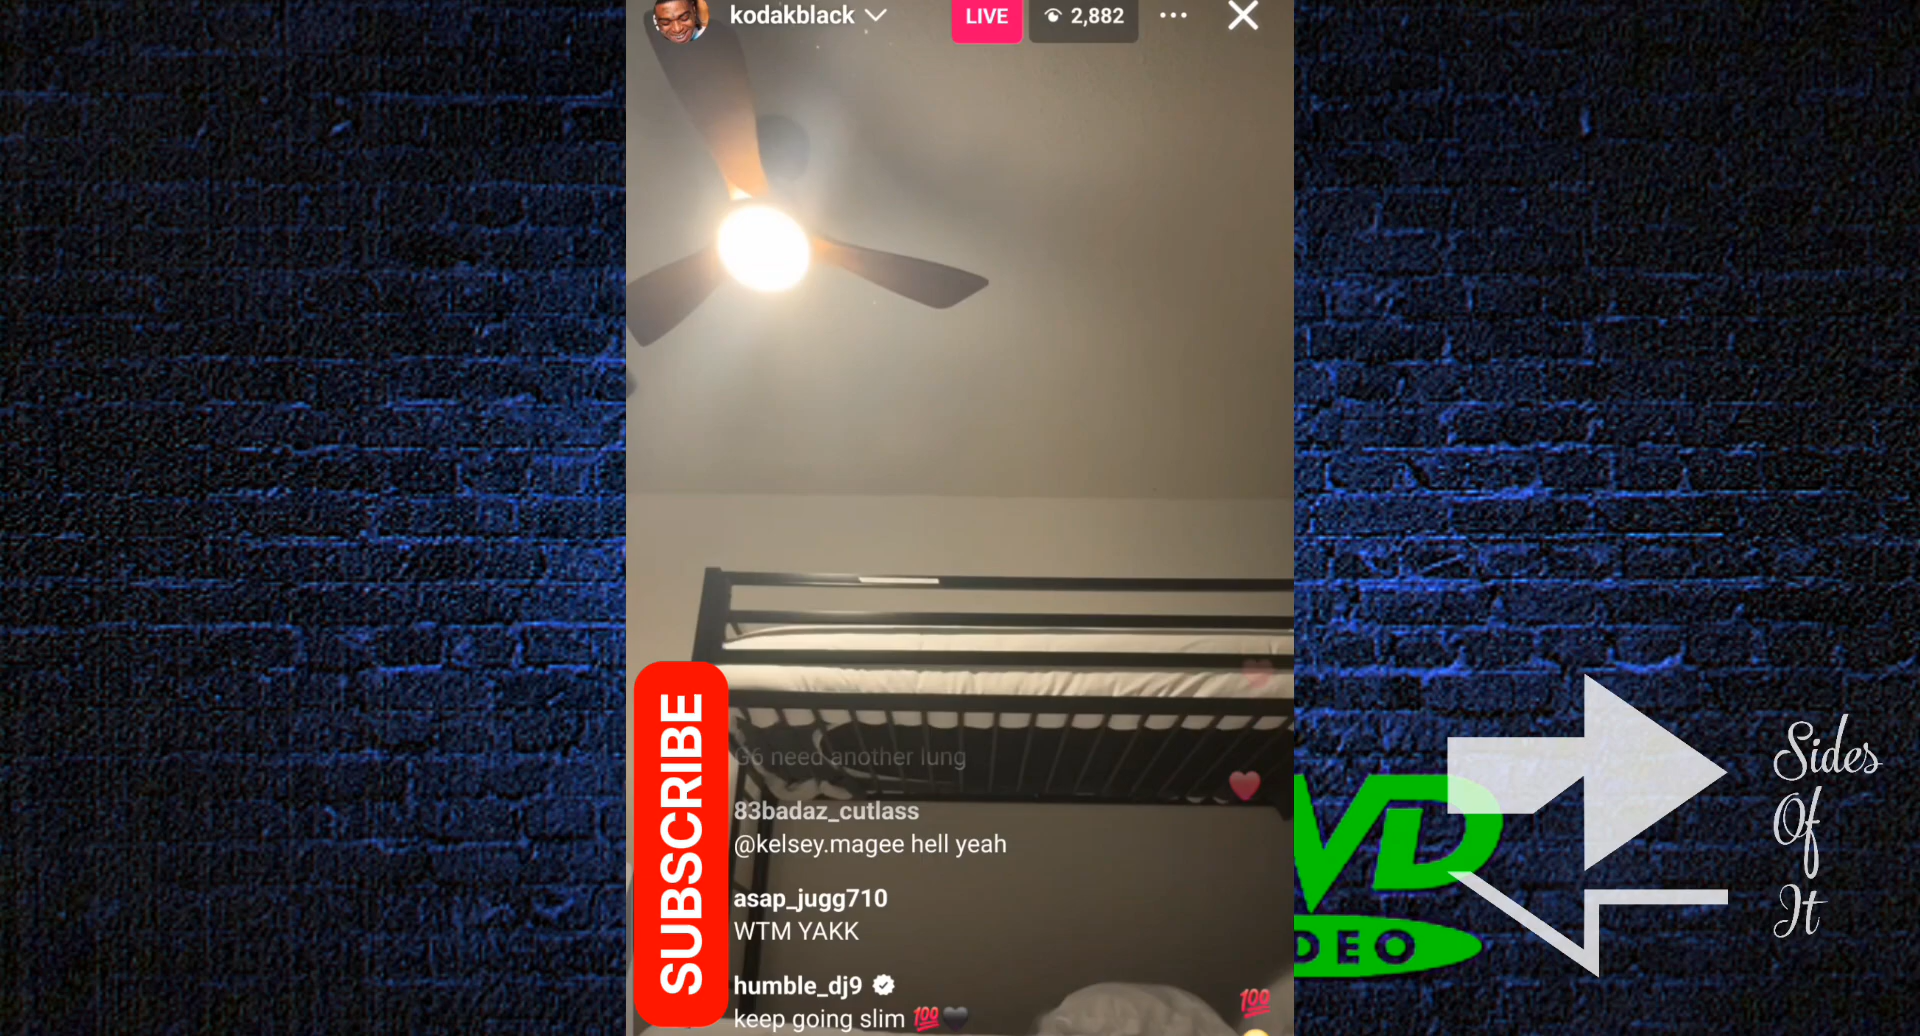 kodakblack
LIVE
2,882
need another lung
83badaz_cutlass
@kelsey.magee hell yeah
asap_jugg710
WTM YAKK
humble_dj9
keep going slim 💯🖤
💯
SUBSCRIBE
Sides
Of
It